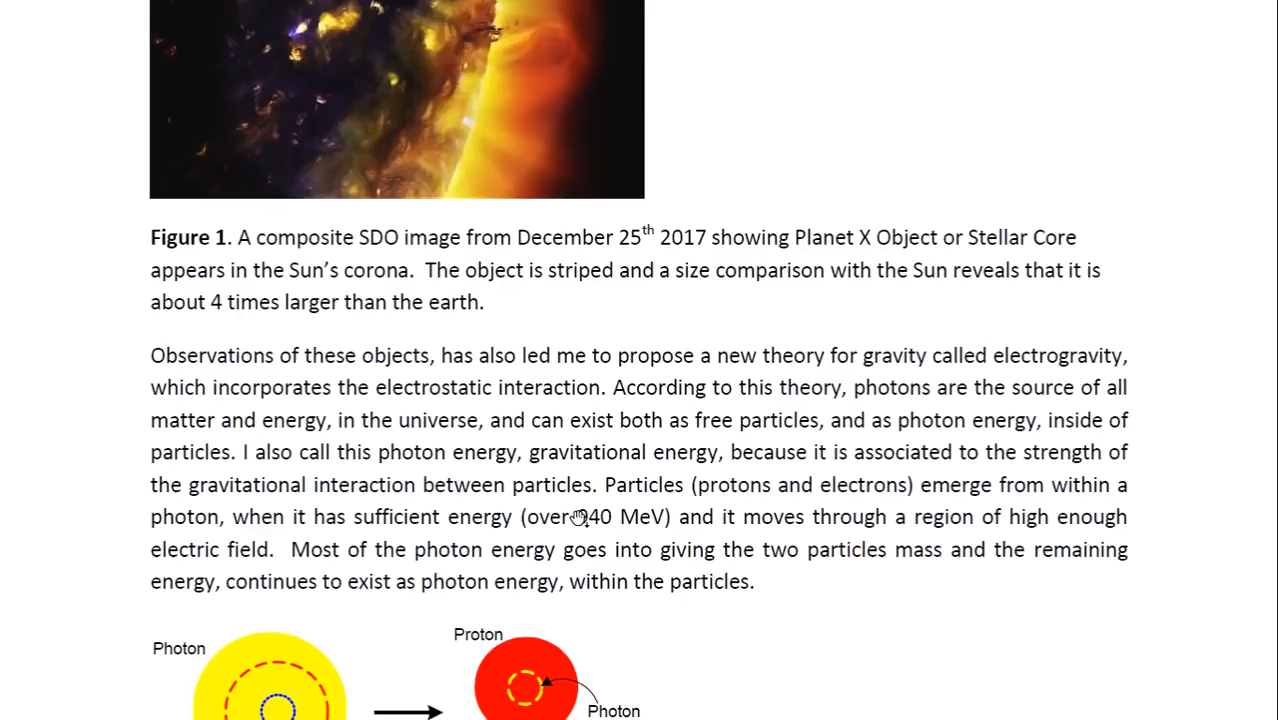 Figure 1. A composite SDO image from December 25th 2017 showing Planet X Object or Stellar Core
appears in the Sun's corona. The object is striped and a size comparison with the Sun reveals that it is
about 4 times larger than the earth.
Observations of these objects, has also led me to propose a new theory for gravity called electrogravity,
which incorporates the electrostatic interaction. According to this theory, photons are the source of all
matter and energy, in the universe, and can exist both as free particles, and as photon energy, inside of
particles. I also call this photon energy, gravitational energy, because it is associated to the strength of
the gravitational interaction between particles. Particles (protons and electrons) emerge from within a
photon, when it has sufficient energy (over MeV) and it moves through a region of high enough
electric field. Most of the photon energy goes into giving the two particles mass and the remaining
energy, continues to exist as photon energy, within the particles.
Proton
Photon
Photon